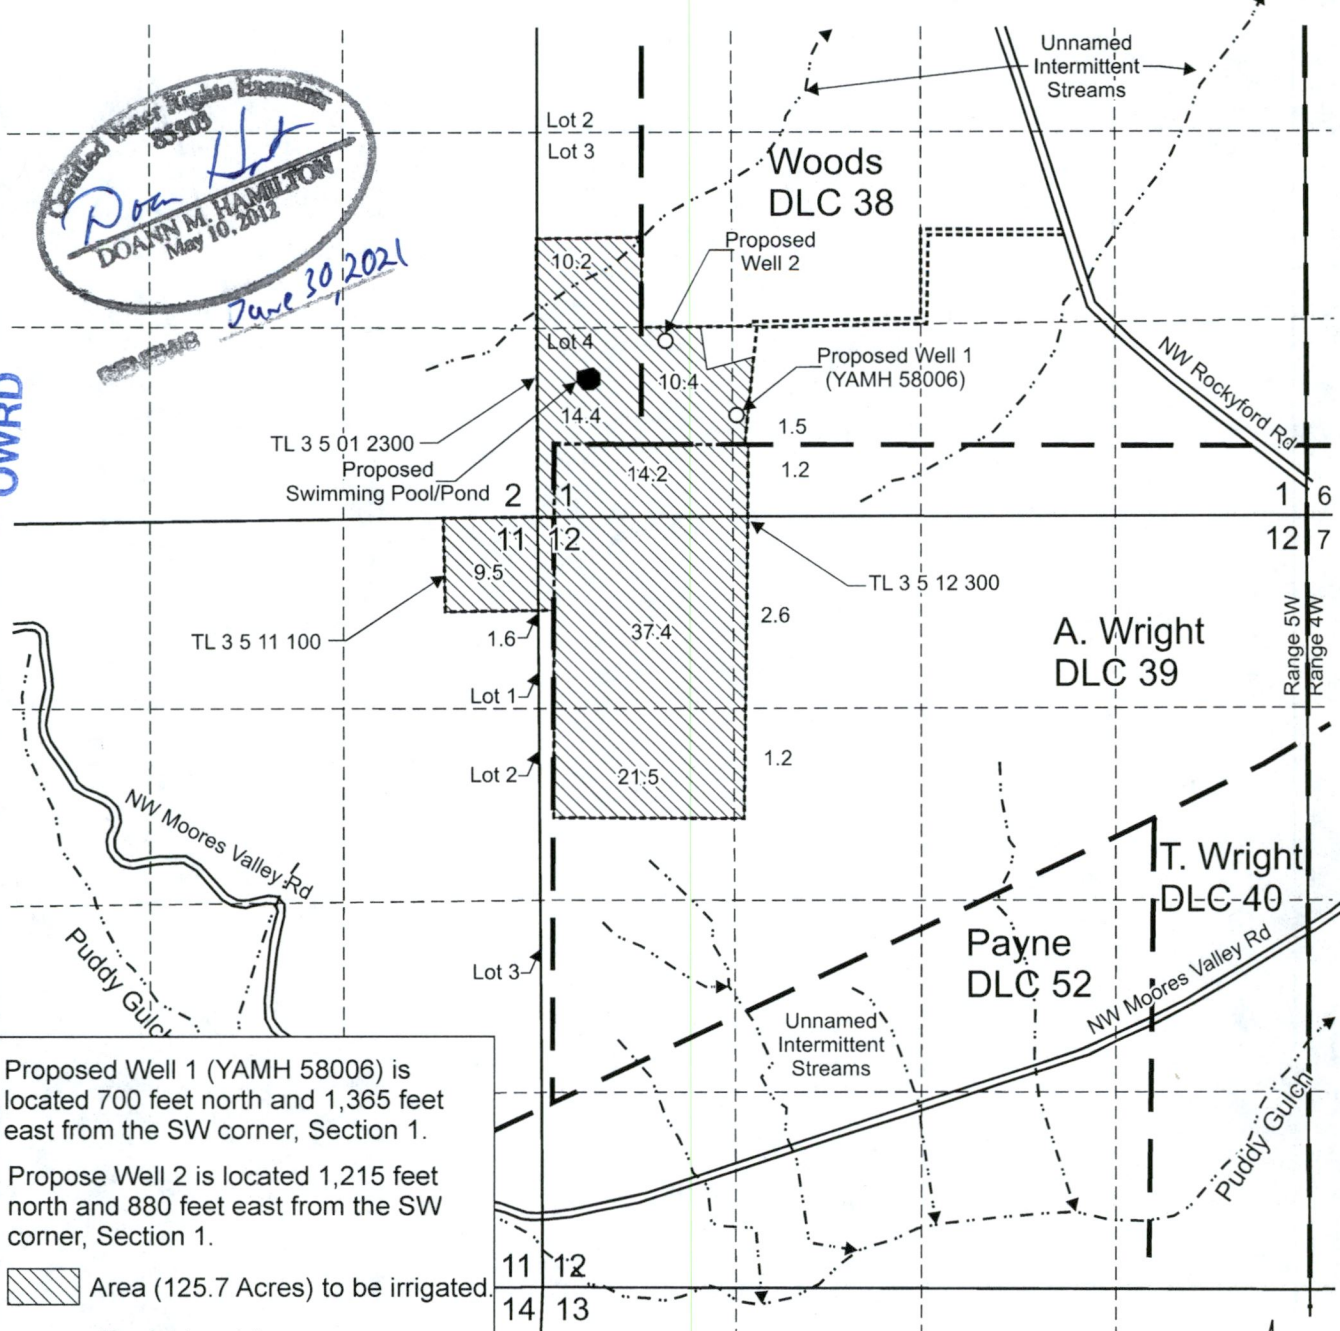 Unnamed
Intermittent
Streams
Certified Water Rights Examiner
85303
DOANN M. HAMILTON
May 10, 2012
June 30, 2021
RENEWS
OWRD
Lot 2
Lot 3
Woods
DLC 38
Proposed
Well 2
10.2
Lot 4
10.4
Proposed Well 1
(YAMH 58006)
NW Rockyford Rd
14.4
1.5
TL 3 5 01 2300
Proposed
Swimming Pool/Pond
14.2
1.2
2
1
1
6
11
12
12
7
9.5
TL 3 5 12 300
TL 3 5 11 100
1.6
37.4
2.6
A. Wright
DLC 39
Range 5W
Range 4W
Lot 1
Lot 2
21.5
1.2
NW Moores Valley Rd
T. Wright
DLC 40
Puddy Gulch
Lot 3
Payne
DLC 52
NW Moores Valley Rd
Unnamed
Intermittent
Streams
Puddy Gulch
Proposed Well 1 (YAMH 58006) is
located 700 feet north and 1,365 feet
east from the SW corner, Section 1.
Propose Well 2 is located 1,215 feet
north and 880 feet east from the SW
corner, Section 1.
Area (125.7 Acres) to be irrigated.
11
12
14
13